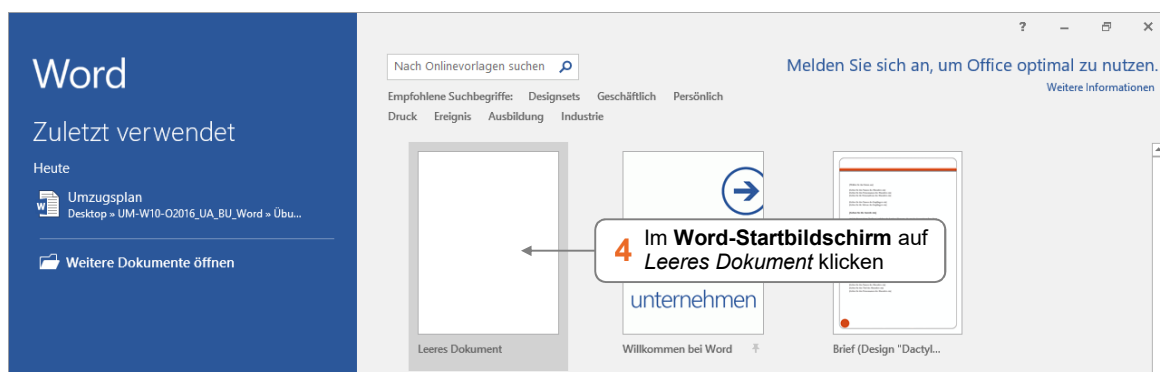 ?
Word
Zuletzt verwendet
Heute
Umzugsplan
Desktop » UM-W10-O2016_UA_BU_Word » Übu...
Weitere Dokumente öffnen
Nach Onlinevorlagen suchen
Melden Sie sich an, um Office optimal zu nutzen.
Weitere Informationen
Empfohlene Suchbegriffe: Designsets Geschäftlich Persönlich
Druck Ereignis Ausbildung Industrie
4 Im Word-Startbildschirm auf
Leeres Dokument klicken
unternehmen
Leeres Dokument
Willkommen bei Word
Brief (Design "Dactyl...